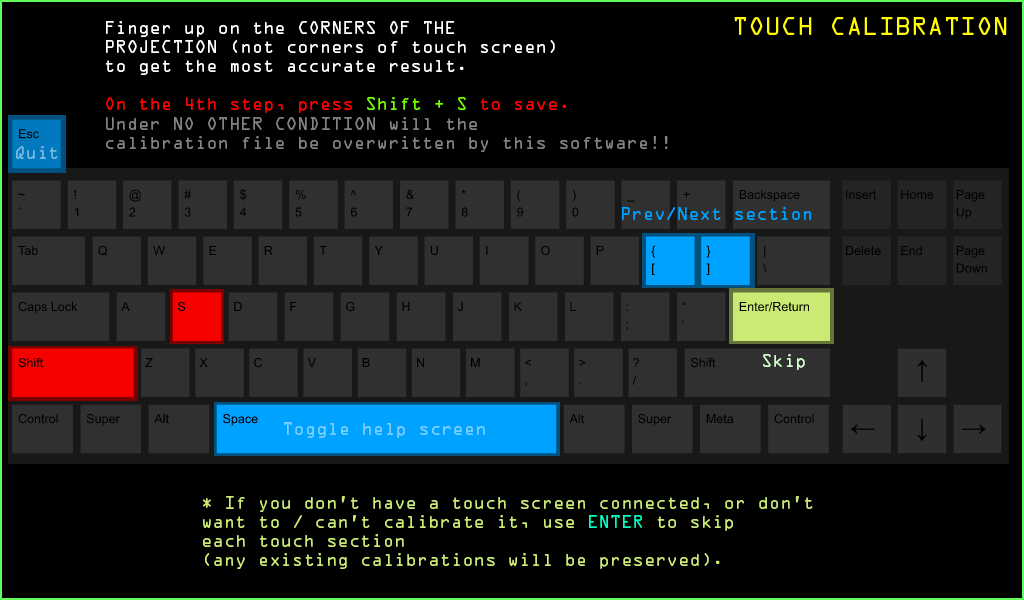 Finger up on the CORNERS OF THE
PROJECTION (not corners of touch screen)
to get the most accurate result.
TOUCH CALIBRATION
On the 4th step, press Shift + S to save.
Under NO OTHER CONDITION will the
calibration file be overwritten by this software!!
Esc
Quit
~ ! @ # $ % ^ & * ( ) _ + Backspace Insert Home Page
` 1 2 3 4 5 6 7 8 9 0 Up
Prev/Next section
Tab Q W E R T Y U I O P { } | Delete End Page
[ ] \ Down
Caps Lock A S D F G H J K L : " Enter/Return
; '
Shift Z X C V B N M < > ? Shift
, . /
Skip
↑
Control Super Alt Space Alt Super Meta Control
Toggle help screen
← ↓ →
* If you don't have a touch screen connected, or don't
want to / can't calibrate it, use ENTER to skip
each touch section
(any existing calibrations will be preserved).